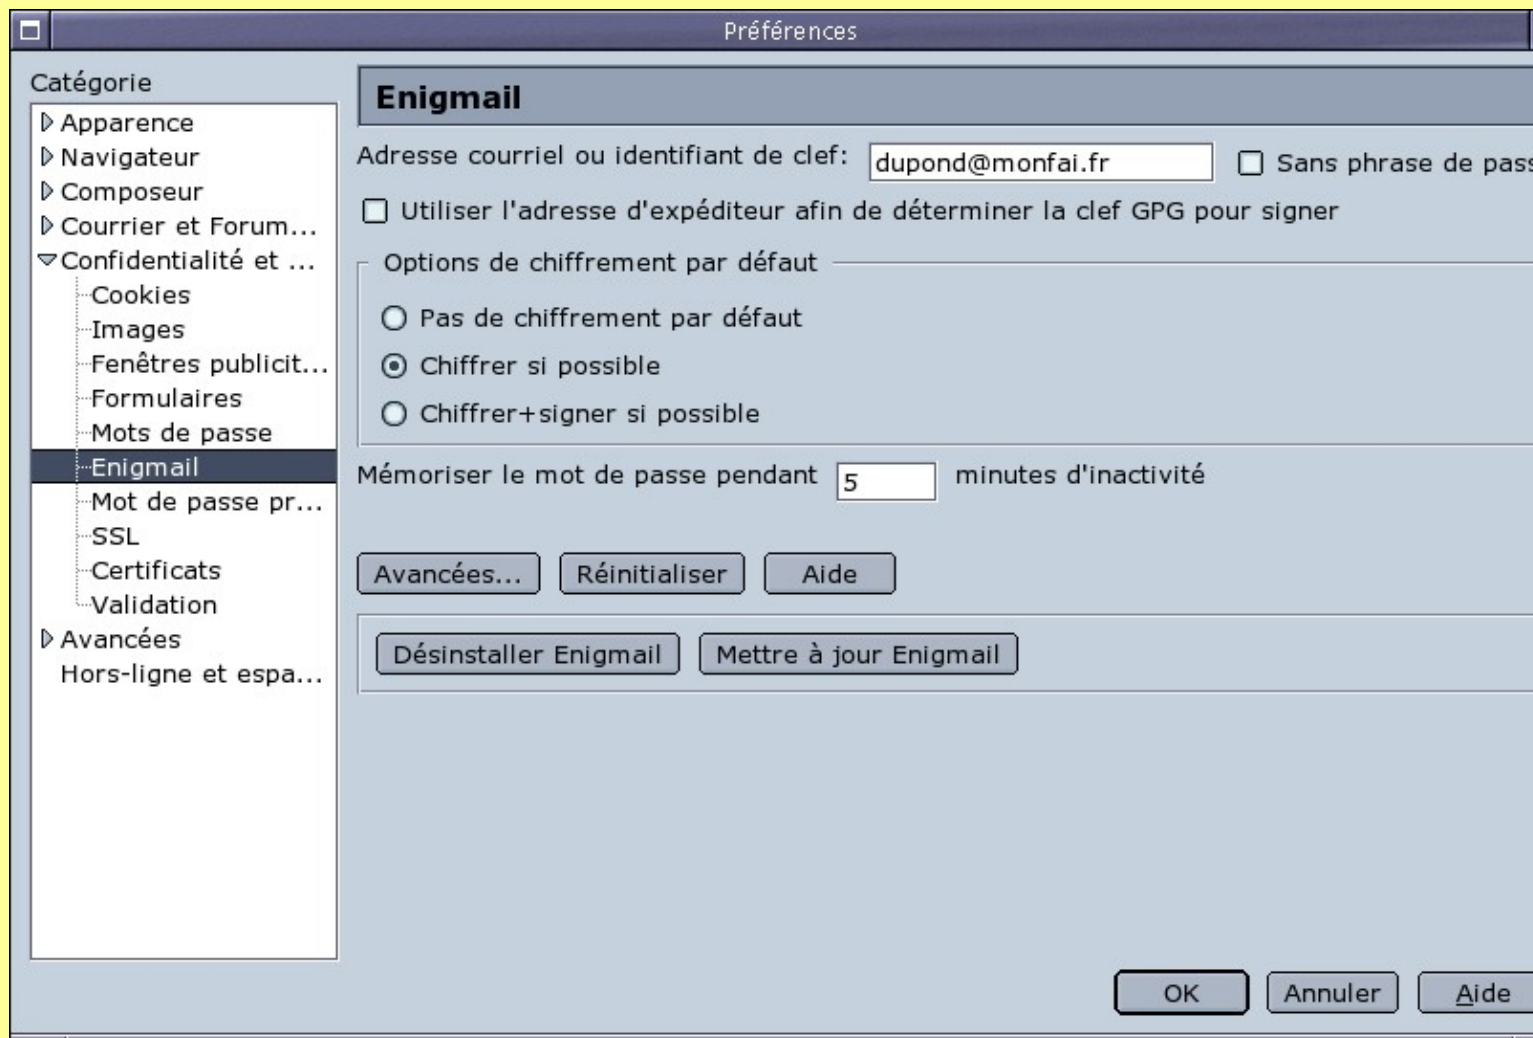 Préférences
Catégorie
Apparence
Navigateur
Composeur
Courrier et Forum...
Confidentialité et ...
Cookies
Images
Fenêtres publicit...
Formulaires
Mots de passe
Enigmail
Mot de passe pr...
SSL
Certificats
Validation
Avancées
Hors-ligne et espa...
Enigmail
Adresse courriel ou identifiant de clef: dupond@monfai.fr Sans phrase de pass
Utiliser l'adresse d'expéditeur afin de déterminer la clef GPG pour signer
Options de chiffrement par défaut
Pas de chiffrement par défaut
Chiffrer si possible
Chiffrer+signer si possible
Mémoriser le mot de passe pendant 5 minutes d'inactivité
Avancées... Réinitialiser Aide
Désinstaller Enigmail Mettre à jour Enigmail
OK Annuler Aide